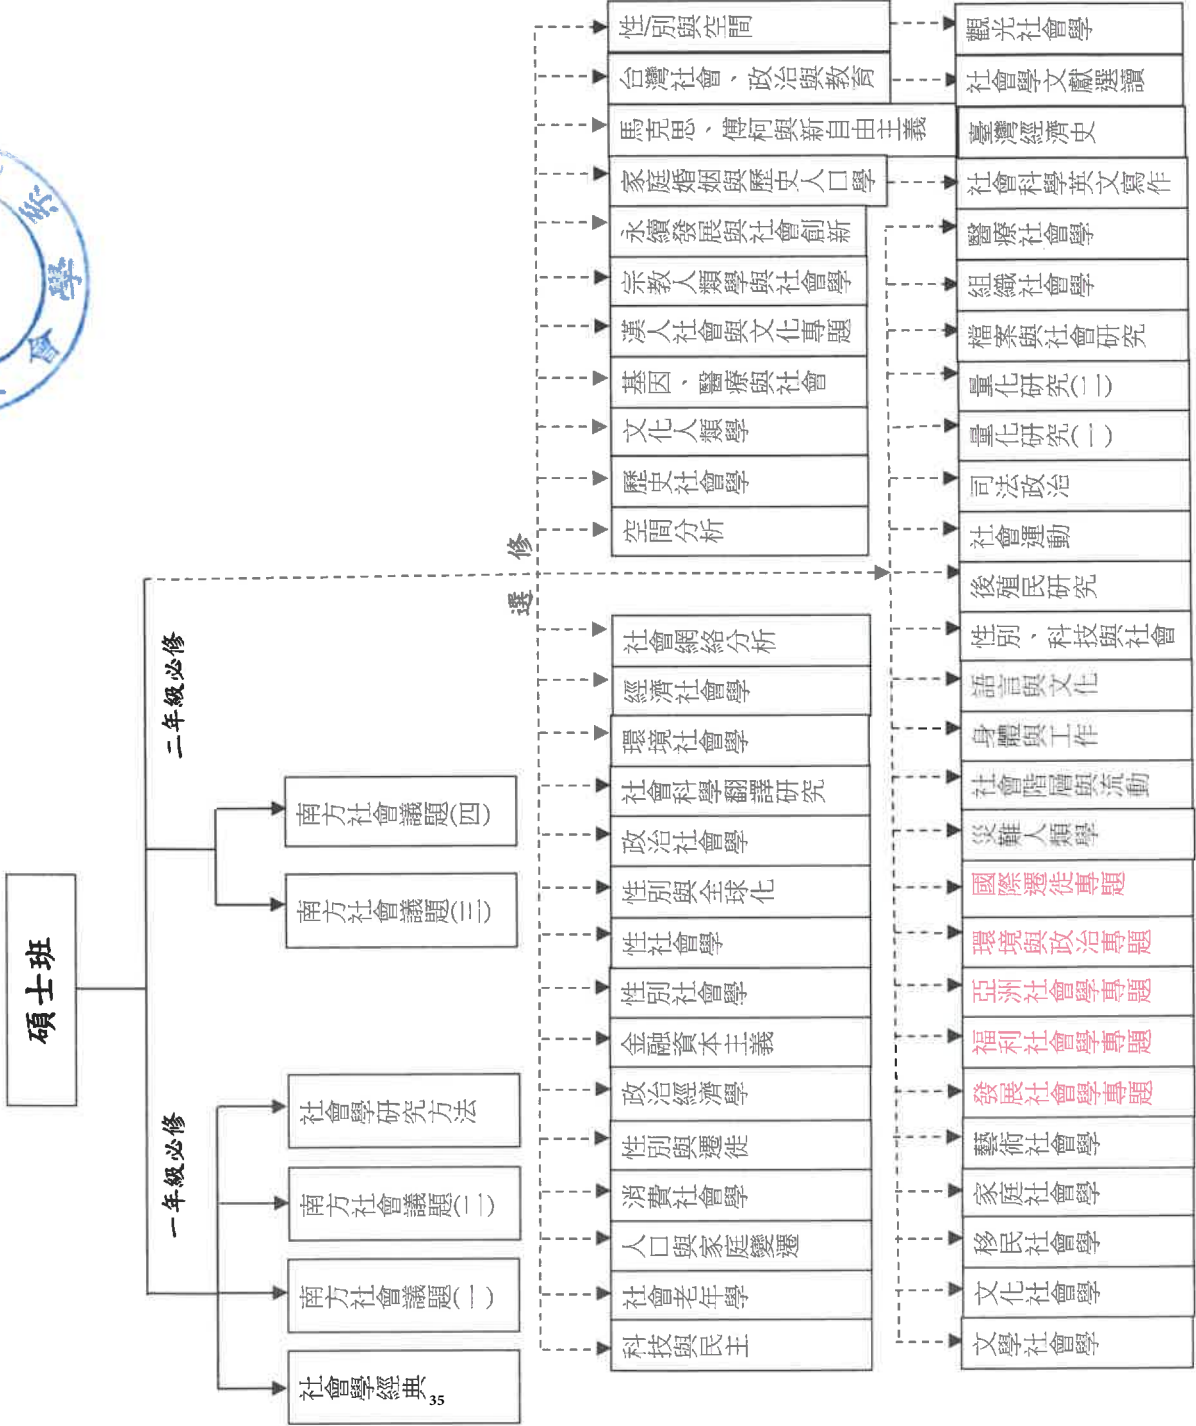 碩士班
一年級必修
二年級必修
社會學經典
南方社會議題(一)
南方社會議題(二)
社會學研究方法
南方社會議題(三)
南方社會議題(四)
選修
科技與民主
社會老年學
人口與家庭變遷
消費社會學
性別與遷徙
政治經濟學
金融資本主義
性別社會學
性社會學
性別與全球化
政治社會學
社會科學翻譯研究
環境社會學
經濟社會學
社會網絡分析
空間分析
歷史社會學
文化人類學
基因、醫療與社會
漢人社會與文化專題
宗教人類學與社會學
永續發展與社會創新
家庭婚姻與歷史人口學
馬克思、傅柯與新自由主義
台灣社會、政治與教育
性/別與空間
文學社會學
文化社會學
移民社會學
家庭社會學
藝術社會學
發展社會學專題
福利社會學專題
亞洲社會學專題
環境與政治專題
國際遷徙專題
災難人類學
社會階層與流動
身體與工作
語言與文化
性別、科技與社會
後殖民研究
社會運動
司法政治
量化研究(一)
量化研究(二)
檔案與社會研究
組織社會學
醫療社會學
社會科學英文寫作
臺灣經濟史
社會學文獻選讀
觀光社會學
35
會學系